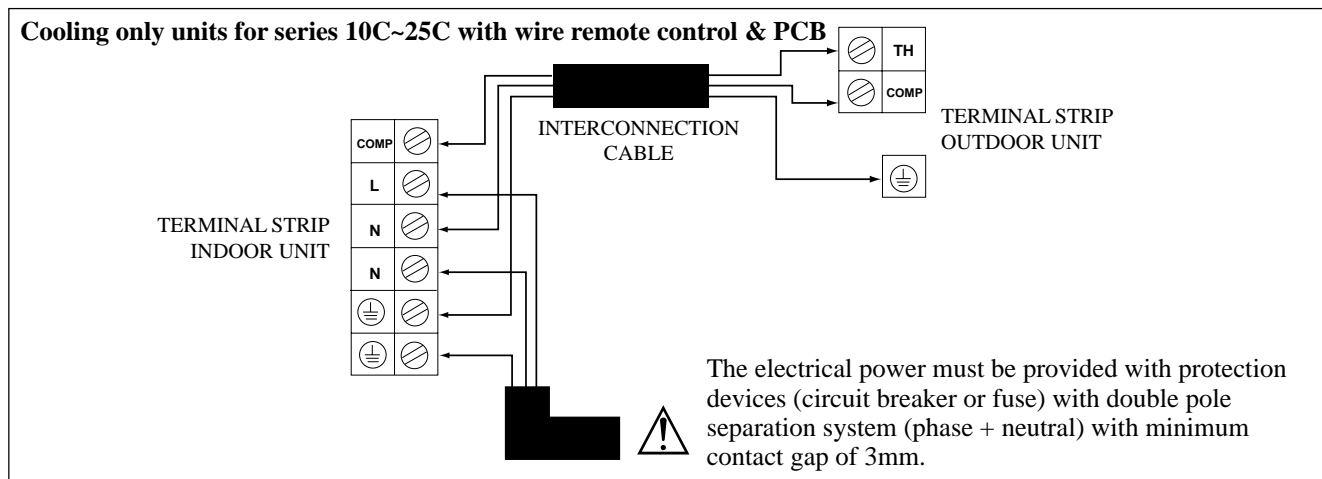 Cooling only units for series 10C~25C with wire remote control & PCB
TH
COMP
TERMINAL STRIP
OUTDOOR UNIT
INTERCONNECTION
CABLE
COMP
L
N
N
TERMINAL STRIP
INDOOR UNIT
The electrical power must be provided with protection
devices (circuit breaker or fuse) with double pole
separation system (phase + neutral) with minimum
contact gap of 3mm.